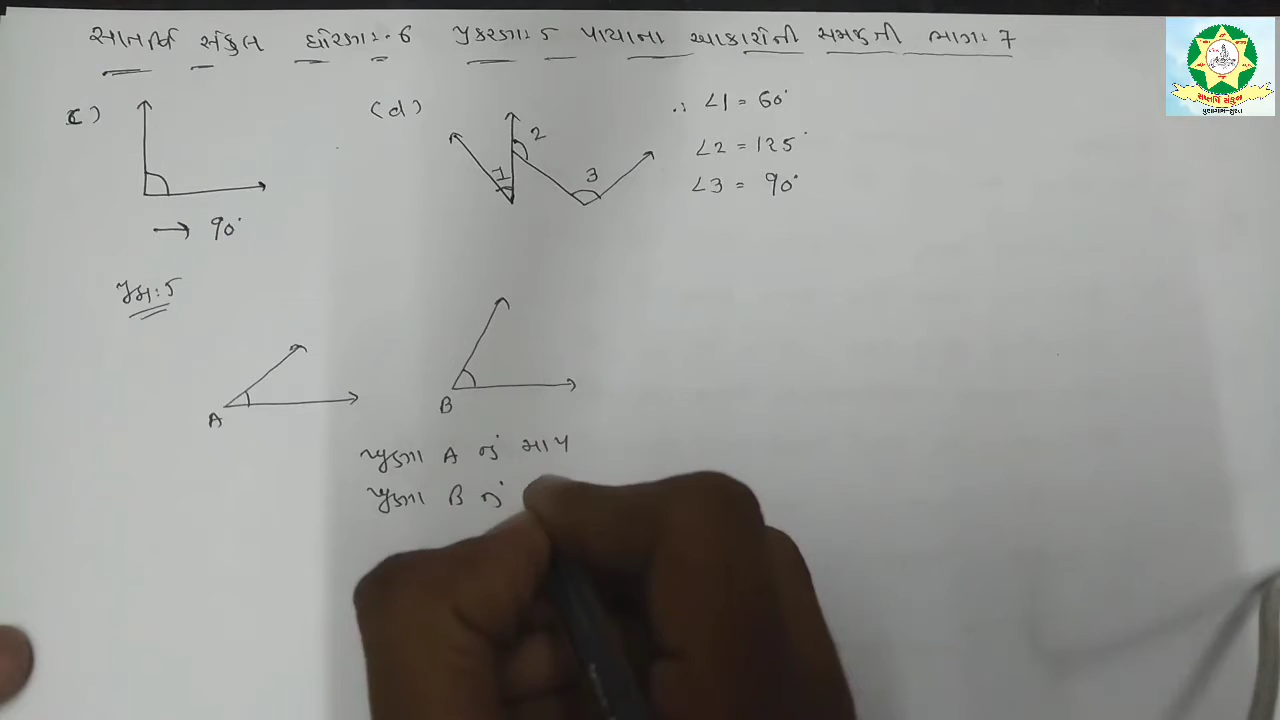 સાતર્ષિ સંકુલ ધોરણ:- 6 પ્રકરણ: 5 પાયાના આકારોની સમજુતી ભાગ: 7
c)
→ 90°
(d)
1
2
3
∴ ∠1 = 60°
∠2 = 125°
∠3 = 90°
પ્રશ્ન: 5
A
B
ખૂણા A નું માપ
ખૂણા B નું
સાતર્ષિ સંકુલ